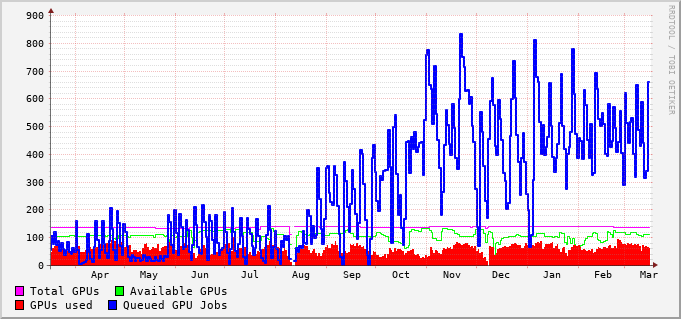 900
800
700
600
500
400
300
200
100
0
Apr May Jun Jul Aug Sep Oct Nov Dec Jan Feb Mar
Total GPUs Available GPUs
GPUs used Queued GPU Jobs
RRDTOOL / TOBI OETIKER